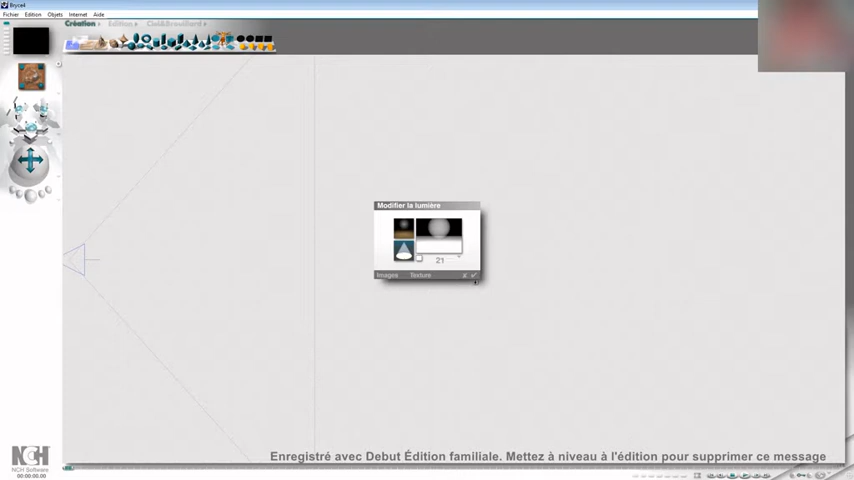 Bryce4
Fichier Edition Objets Internet Aide
Création Edition Ciel&Brouillard
Modifier la lumière
21
Images Texture
NCH
NCH Software
00:00:00.00
Enregistré avec Debut Édition familiale. Mettez à niveau à l'édition pour supprimer ce message